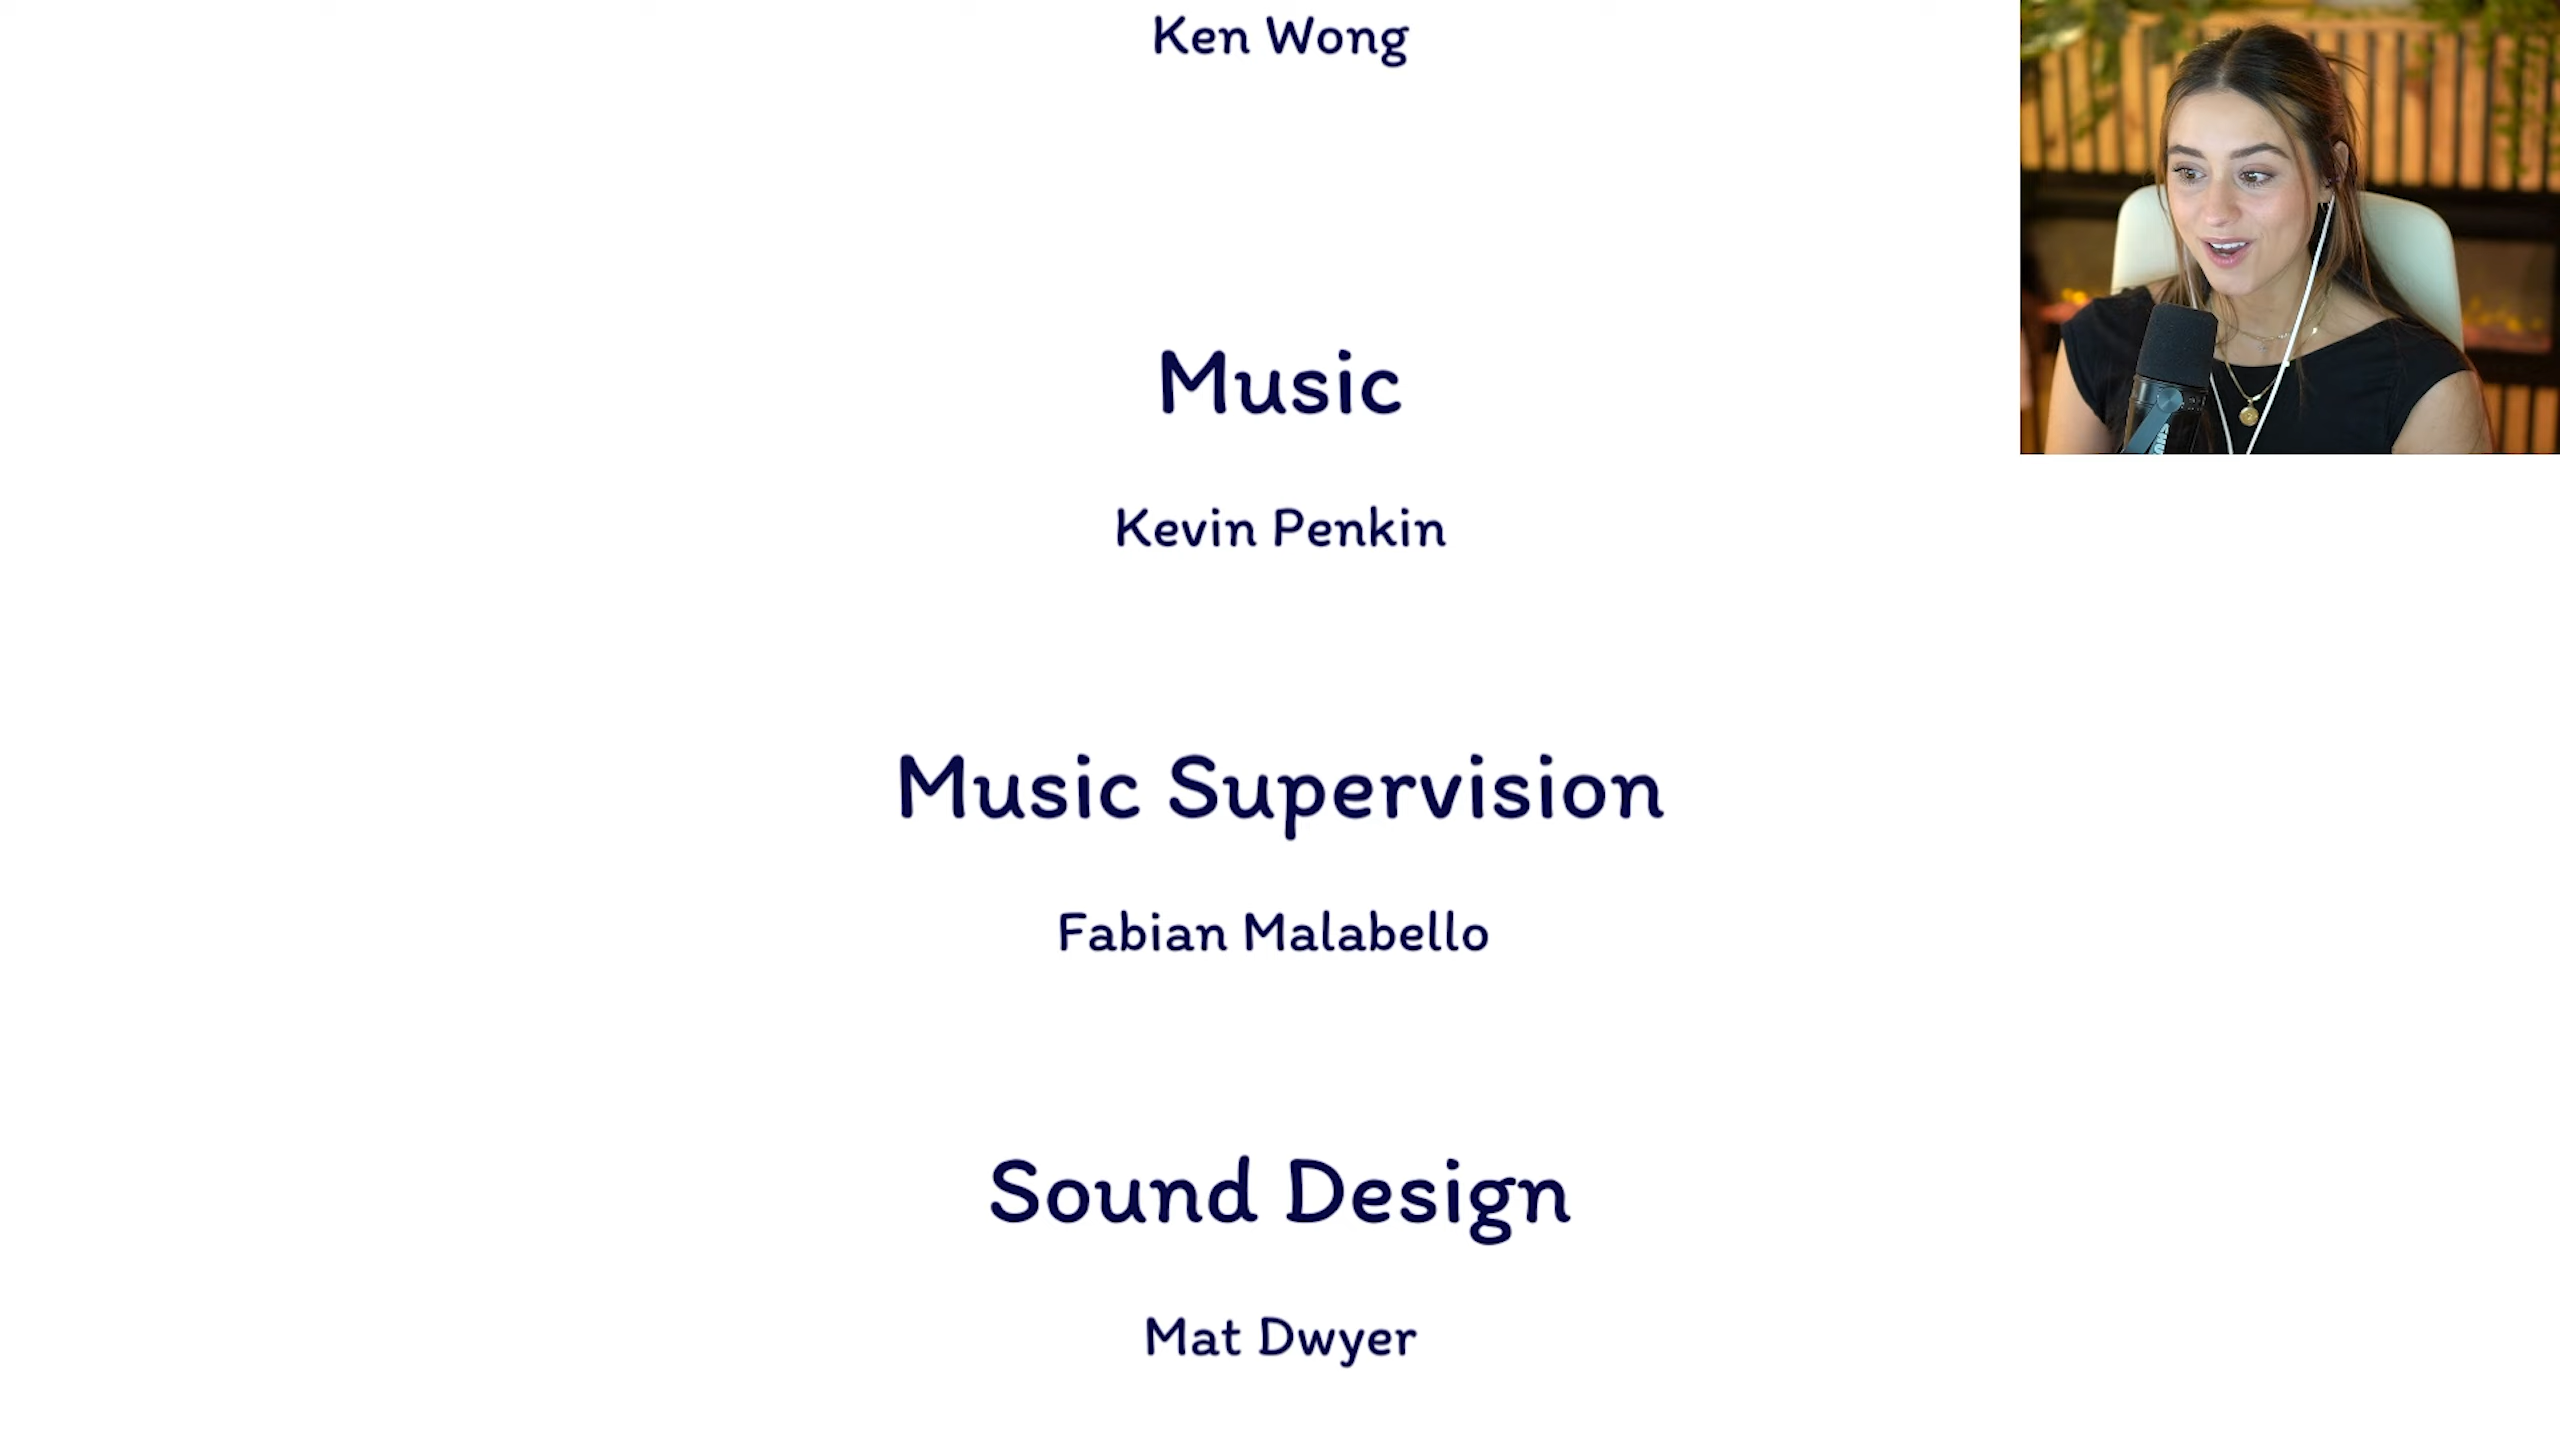 Ken Wong
Music
Kevin Penkin
Music Supervision
Fabian Malabello
Sound Design
Mat Dwyer